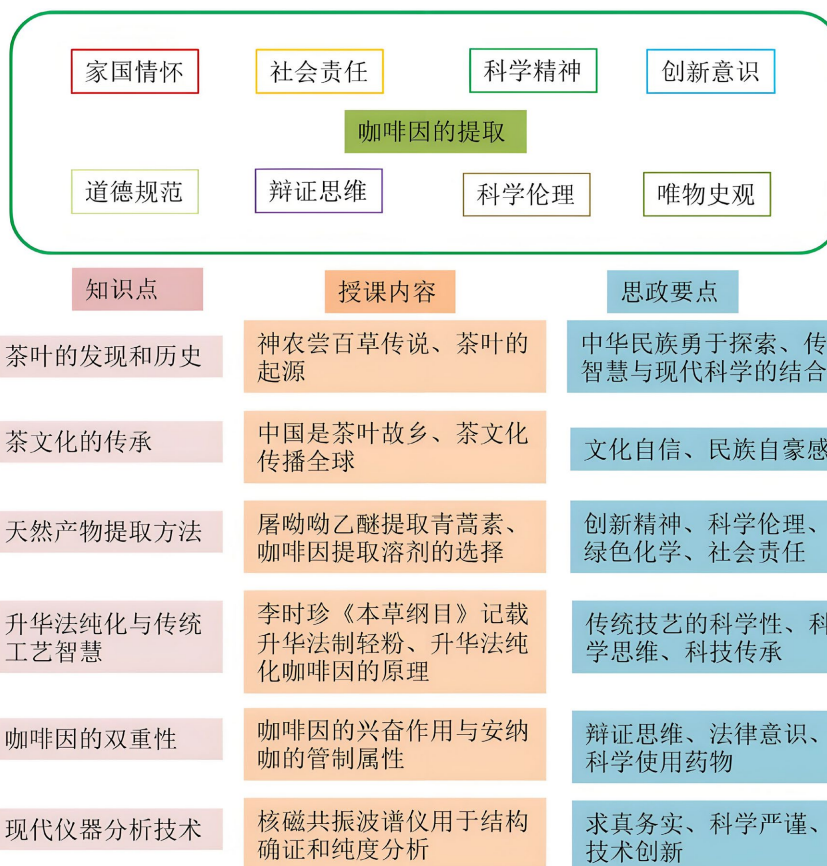 家国情怀 社会责任 科学精神 创新意识
咖啡因的提取
道德规范 辩证思维 科学伦理 唯物史观
知识点 授课内容 思政要点
茶叶的发现和历史
神农尝百草传说、茶叶的
起源
中华民族勇于探索、传
智慧与现代科学的结合
茶文化的传承
中国是茶叶故乡、茶文化
传播全球
文化自信、民族自豪感
天然产物提取方法
屠呦呦乙醚提取青蒿素、
咖啡因提取溶剂的选择
创新精神、科学伦理、
绿色化学、社会责任
升华法纯化与传统
工艺智慧
李时珍《本草纲目》记载
升华法制轻粉、升华法纯
化咖啡因的原理
传统技艺的科学性、科
学思维、科技传承
咖啡因的双重性
咖啡因的兴奋作用与安纳
咖的管制属性
辩证思维、法律意识、
科学使用药物
现代仪器分析技术
核磁共振波谱仪用于结构
确证和纯度分析
求真务实、科学严谨、
技术创新